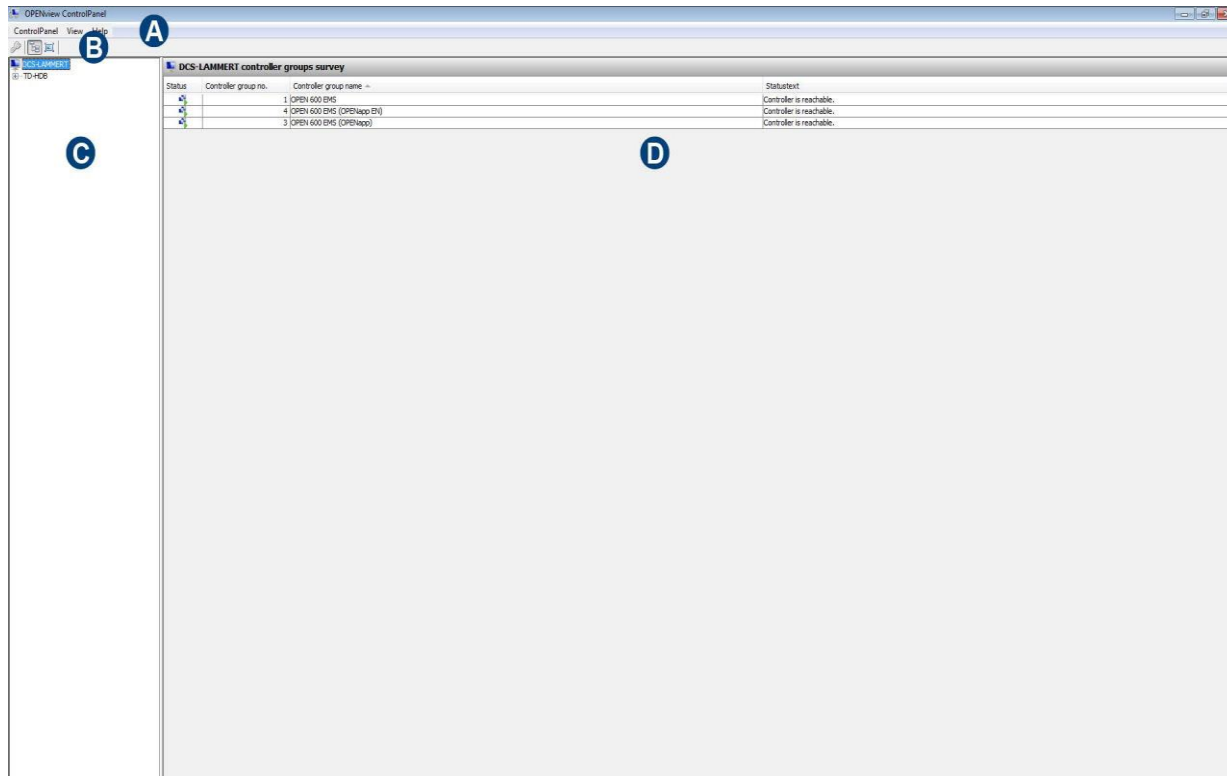 OPENview ControlPanel
ControlPanel View Help
A
B
DCS-LAMMERT
TD-HDB
C
DCS-LAMMERT controller groups survey
Status Controller group no. Controller group name Statustext
1 OPEN 600 EMS Controller is reachable.
4 OPEN 600 EMS (OPENapp EN) Controller is reachable.
3 OPEN 600 EMS (OPENapp) Controller is reachable.
D